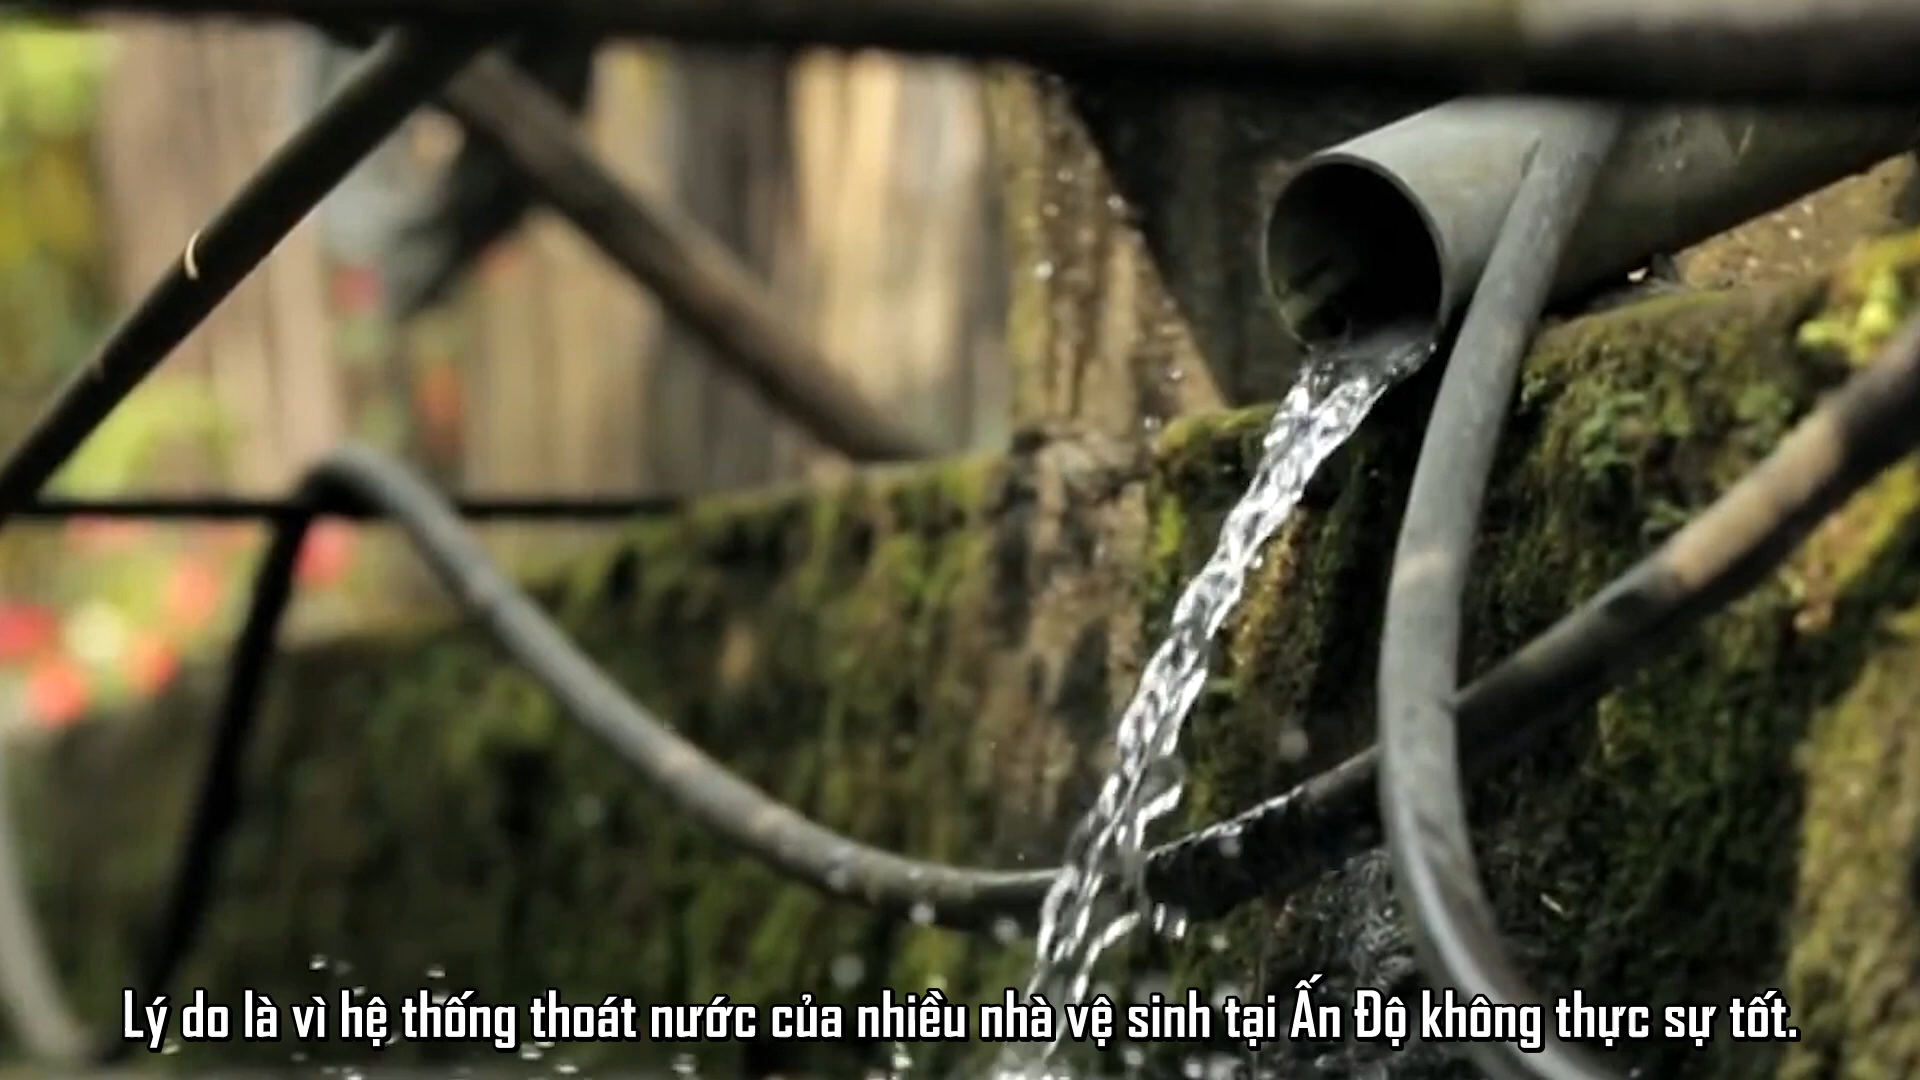 Lý do là vì hệ thống thoát nước của nhiều nhà vệ sinh tại Ấn Độ không thực sự tốt.